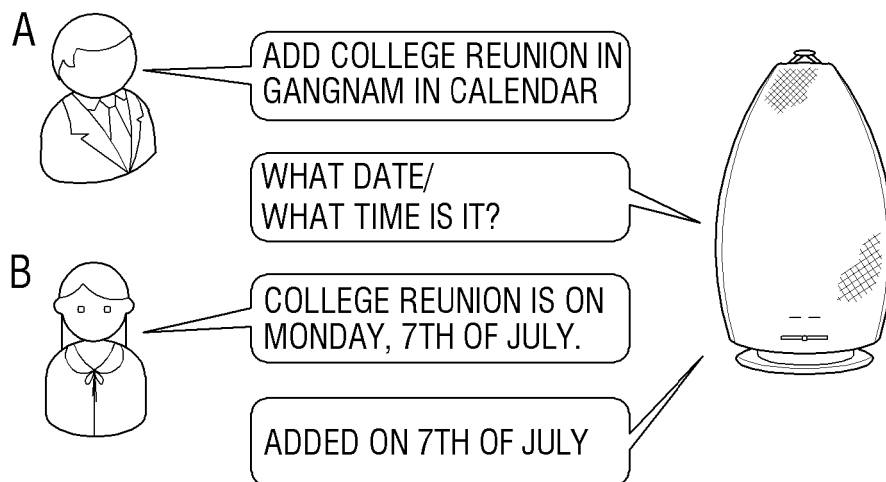 A
ADD COLLEGE REUNION IN
GANGNAM IN CALENDAR
WHAT DATE/
WHAT TIME IS IT?
B
COLLEGE REUNION IS ON
MONDAY, 7TH OF JULY.
ADDED ON 7TH OF JULY